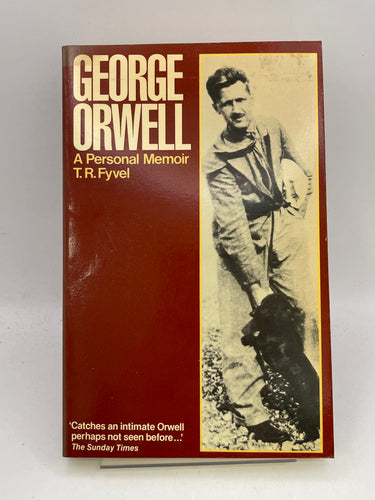 GEORGE
ORWELL
A Personal Memoir
T. R. Fyvel
'Catches an intimate Orwell
perhaps not seen before...'
The Sunday Times